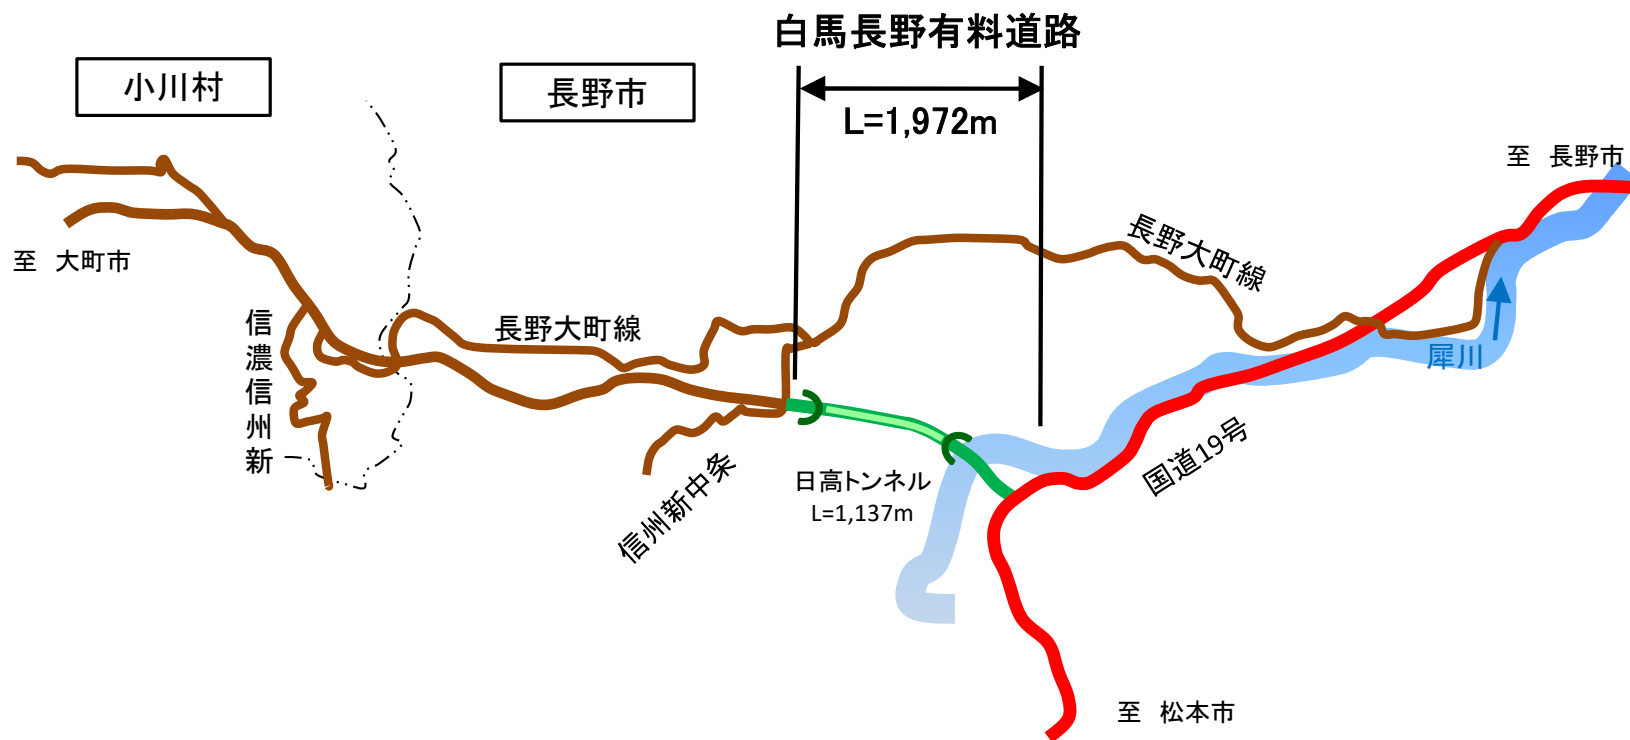 白馬長野有料道路
小川村
長野市
L=1,972m
至 長野市
長野大町線
至 大町市
信濃信州新
長野大町線
犀川
国道19号
信州新中条
日高トンネル
L=1,137m
至 松本市